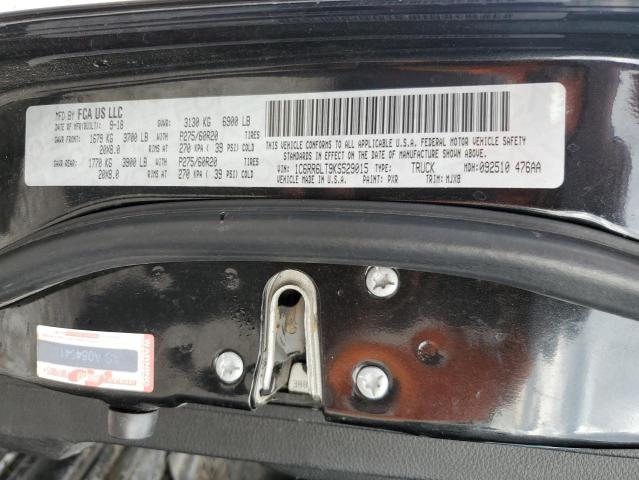 MFD BY FCA US LLC GVWR: 3130 KG 6900 LB
DATE OF MFR(BUILT): 9-18
GAWR FRONT: 1679 KG 3700 LB WITH P275/60R20 TIRES
20X8.0 RIMS AT 270 KPA ( 39 PSI) COLD
GAWR REAR: 1770 KG 3900 LB WITH P275/60R20 TIRES
20X8.0 RIMS AT 270 KPA ( 39 PSI) COLD
THIS VEHICLE CONFORMS TO ALL APPLICABLE U.S.A. FEDERAL MOTOR VEHICLE SAFETY
STANDARDS IN EFFECT ON THE DATE OF MANUFACTURE SHOWN ABOVE.
VIN: 1C6RR6LT9KS529015 TYPE: TRUCK MDH:092510 476AA
VEHICLE MADE IN U.S.A. PAINT: PXR TRIM: MJX8